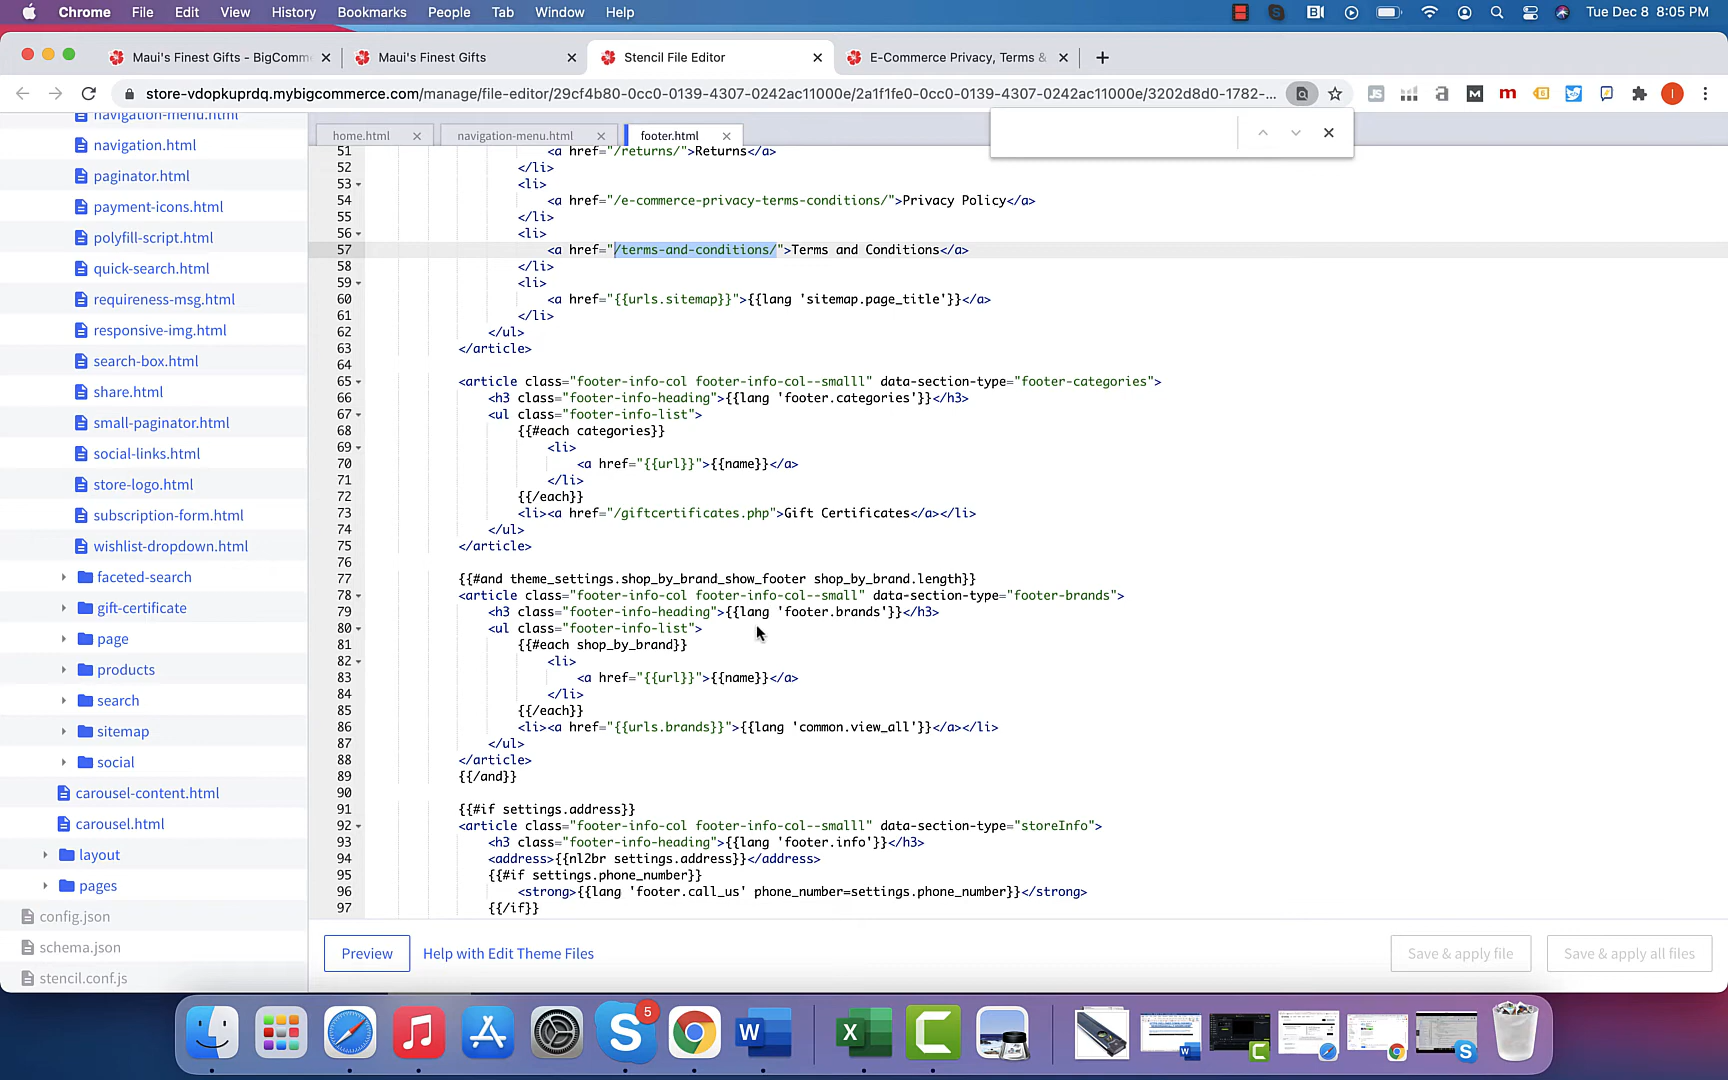 Chrome File Edit View History Bookmarks People Tab Window Help Tue Dec 8 8:05 PM
Maui's Finest Gifts - BigComm
Maui's Finest Gifts
Stencil File Editor
E-Commerce Privacy, Terms &
store-vdopkuprdq.mybigcommerce.com/manage/file-editor/29cf4b80-0cc0-0139-4307-0242ac11000e/2a1f1fe0-0cc0-0139-4307-0242ac11000e/3202d8d0-1782-...
navigation-menu.html
navigation.html
paginator.html
payment-icons.html
polyfill-script.html
quick-search.html
requireness-msg.html
responsive-img.html
search-box.html
share.html
small-paginator.html
social-links.html
store-logo.html
subscription-form.html
wishlist-dropdown.html
faceted-search
gift-certificate
page
products
search
sitemap
social
carousel-content.html
carousel.html
layout
pages
config.json
schema.json
stencil.conf.js
home.html
navigation-menu.html
footer.html
51 <a href="/returns/">Returns</a>
52 </li>
53 <li>
54 <a href="/e-commerce-privacy-terms-conditions/">Privacy Policy</a>
55 </li>
56 <li>
57 <a href="/terms-and-conditions/">Terms and Conditions</a>
58 </li>
59 <li>
60 <a href="{{urls.sitemap}}">{{lang 'sitemap.page_title'}}</a>
61 </li>
62 </ul>
63 </article>
64
65 <article class="footer-info-col footer-info-col--smalll" data-section-type="footer-categories">
66 <h3 class="footer-info-heading">{{lang 'footer.categories'}}</h3>
67 <ul class="footer-info-list">
68 {{#each categories}}
69 <li>
70 <a href="{{url}}">{{name}}</a>
71 </li>
72 {{/each}}
73 <li><a href="/giftcertificates.php">Gift Certificates</a></li>
74 </ul>
75 </article>
76
77 {{#and theme_settings.shop_by_brand_show_footer shop_by_brand.length}}
78 <article class="footer-info-col footer-info-col--small" data-section-type="footer-brands">
79 <h3 class="footer-info-heading">{{lang 'footer.brands'}}</h3>
80 <ul class="footer-info-list">
81 {{#each shop_by_brand}}
82 <li>
83 <a href="{{url}}">{{name}}</a>
84 </li>
85 {{/each}}
86 <li><a href="{{urls.brands}}">{{lang 'common.view_all'}}</a></li>
87 </ul>
88 </article>
89 {{/and}}
90
91 {{#if settings.address}}
92 <article class="footer-info-col footer-info-col--smalll" data-section-type="storeInfo">
93 <h3 class="footer-info-heading">{{lang 'footer.info'}}</h3>
94 <address>{{nl2br settings.address}}</address>
95 {{#if settings.phone_number}}
96 <strong>{{lang 'footer.call_us' phone_number=settings.phone_number}}</strong>
97 {{/if}}
Preview
Help with Edit Theme Files
Save & apply file
Save & apply all files
5